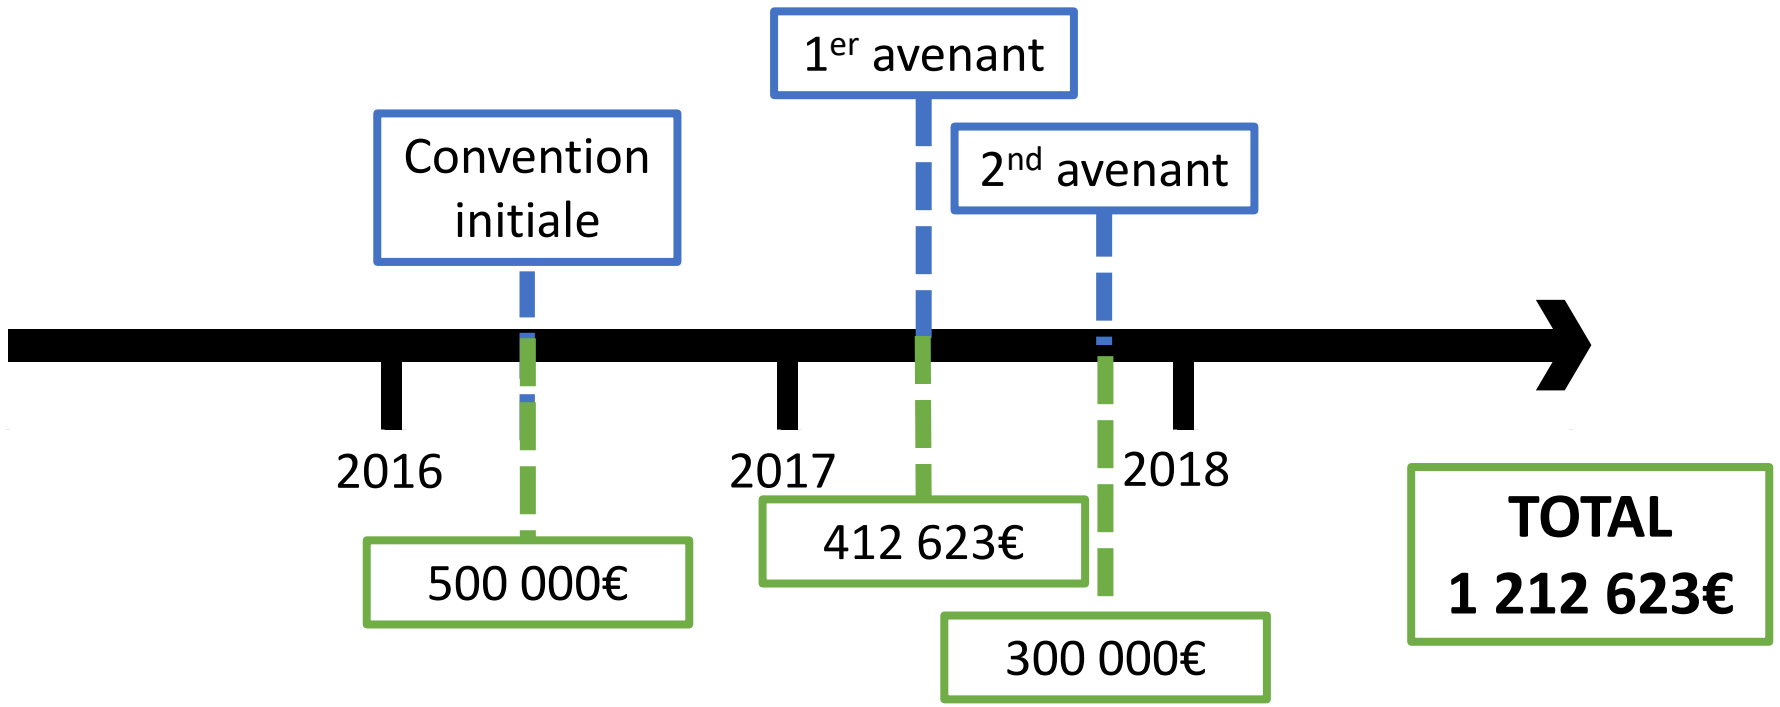 1er avenant
Convention
initiale
2nd avenant
2016
2017
2018
500 000€
412 623€
300 000€
TOTAL
1 212 623€